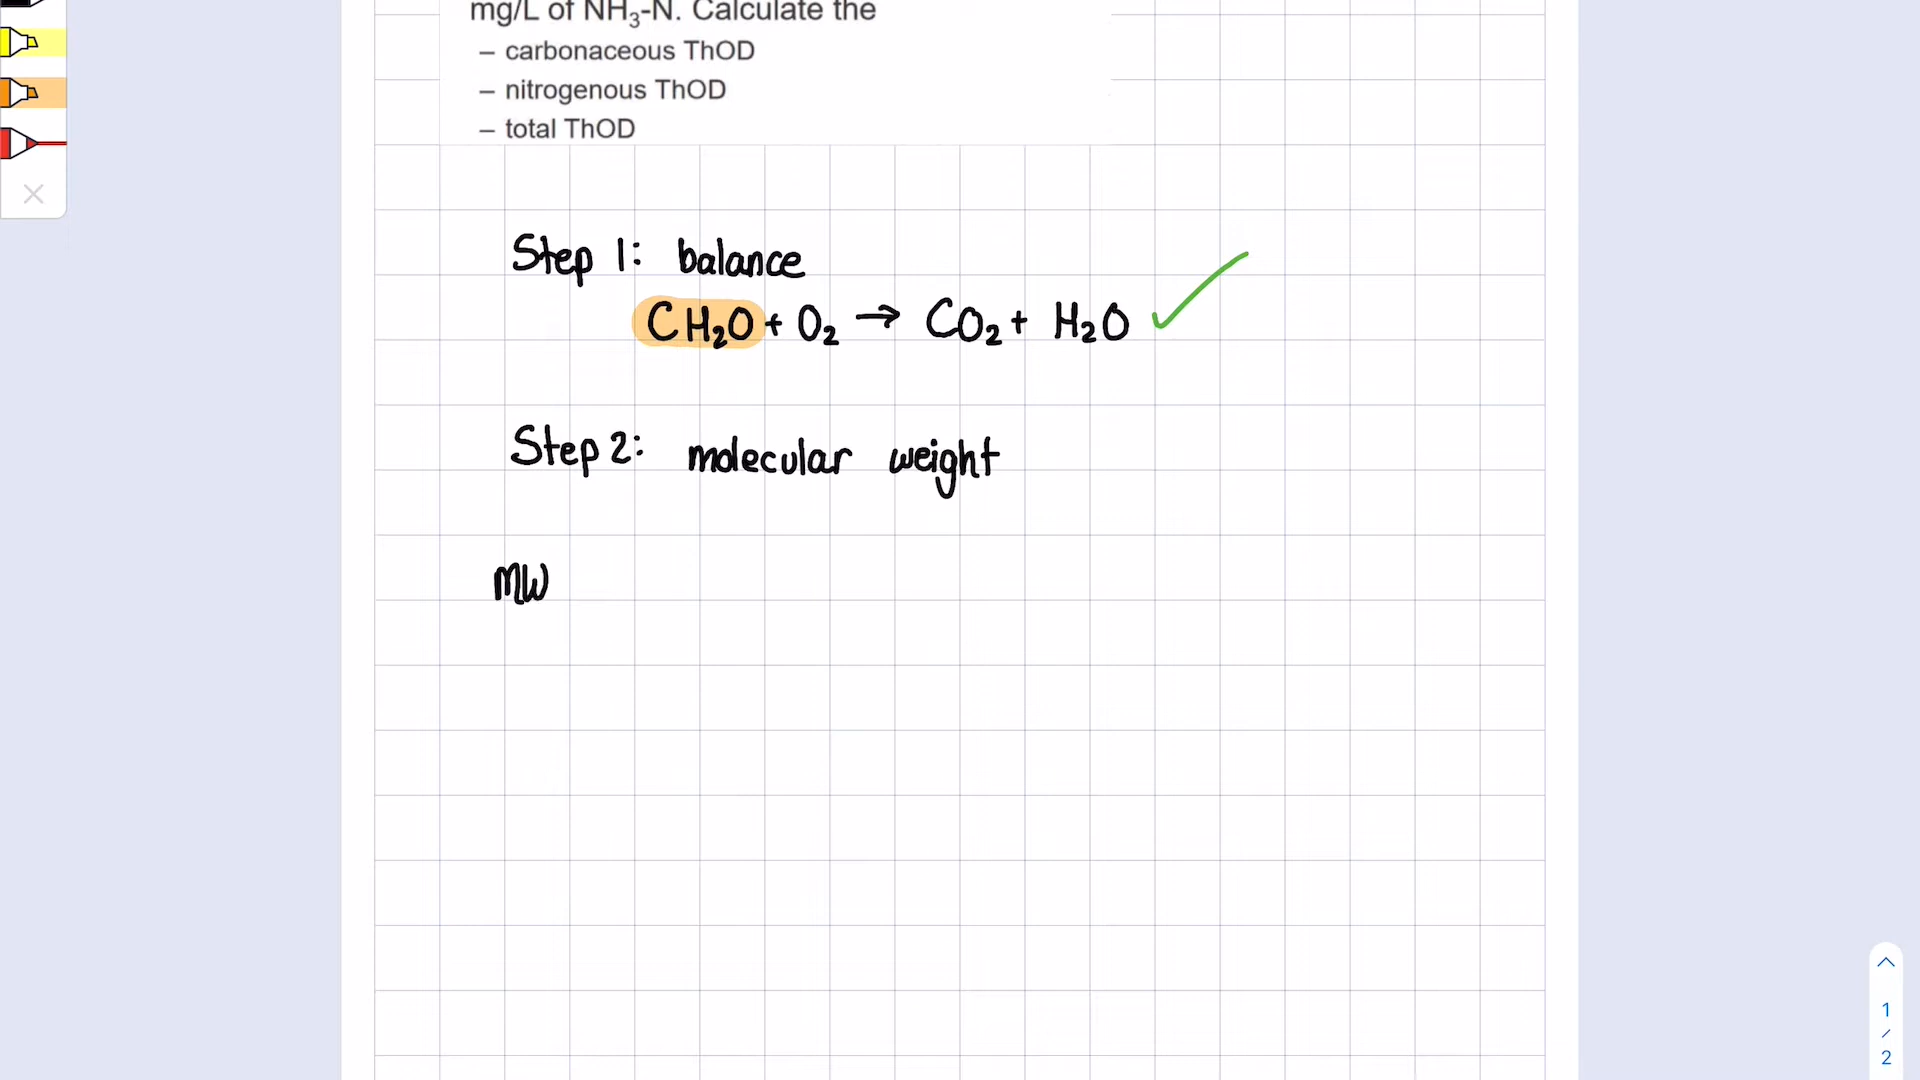 mg/L of NH₃-N. Calculate the
– carbonaceous ThOD
– nitrogenous ThOD
– total ThOD
Step 1: balance
CH₂O + O₂ → CO₂ + H₂O ✓
Step 2: molecular weight
MW
1
/
2